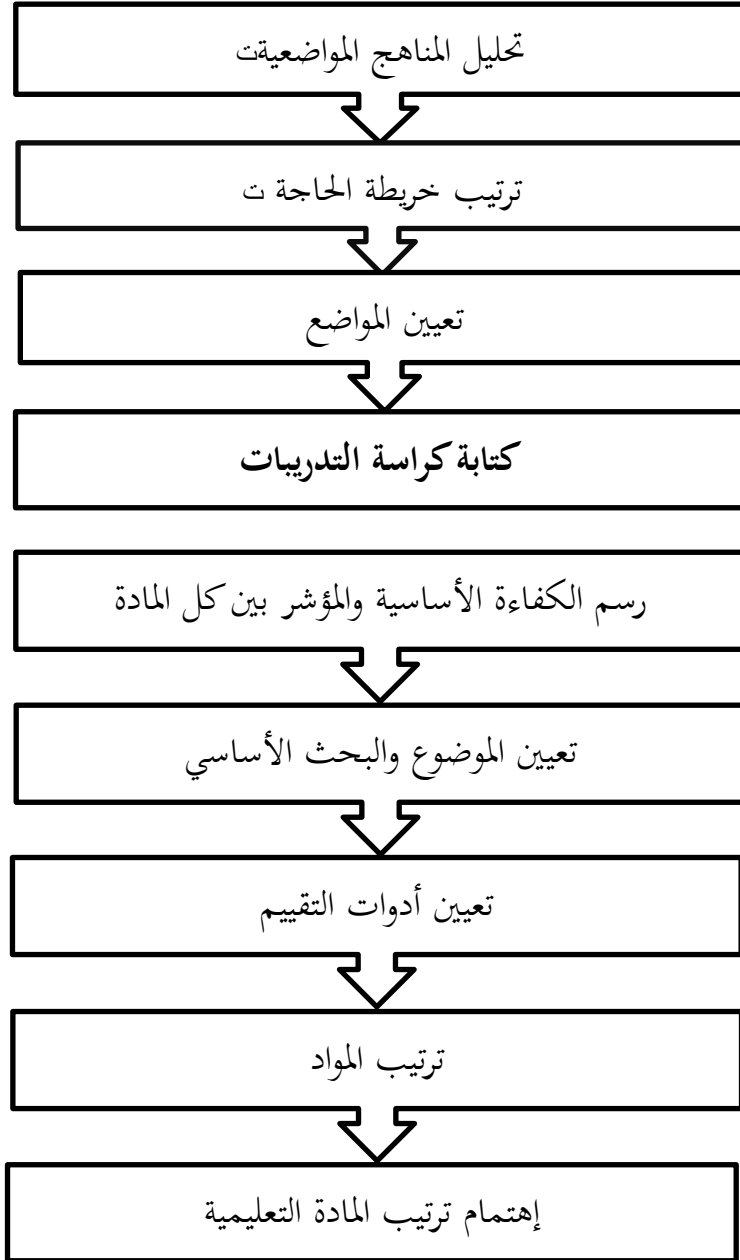 تحليل المناهج المواضعيةت
ترتيب خريطة الحاجة ت
تعيين المواضع
كتابة كراسة التدريبات
رسم الكفاءة الأساسية والمؤشر بين كل المادة
تعيين الموضوع والبحث الأساسي
تعيين أدوات التقييم
ترتيب المواد
إهتمام ترتيب المادة التعليمية